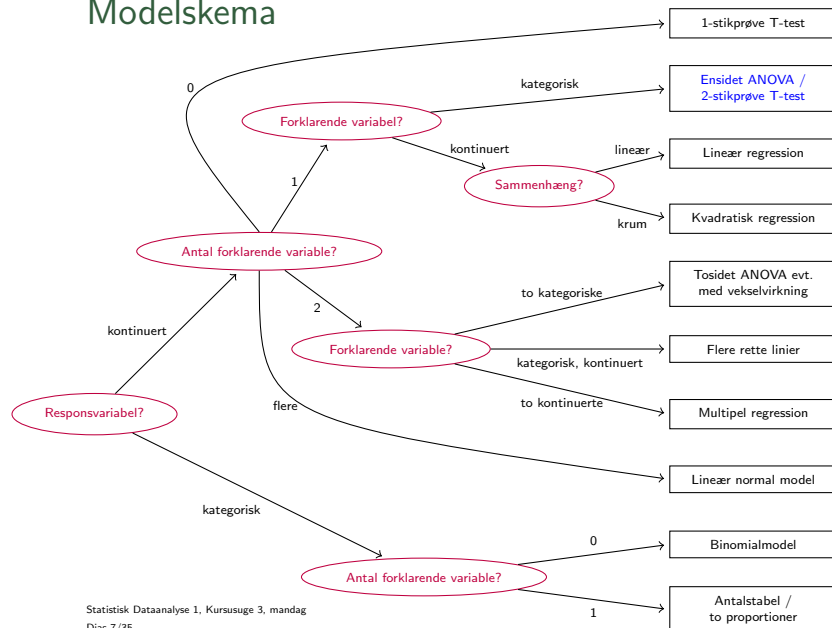 Modelskema
1-stikprøve T-test
0
kategorisk
Ensidet ANOVA /
2-stikprøve T-test
Forklarende variabel?
kontinuert
lineær
Lineær regression
1
Sammenhæng?
krum
Kvadratisk regression
Antal forklarende variable?
to kategoriske
Tosidet ANOVA evt.
med vekselvirkning
2
kontinuert
Forklarende variable?
kategorisk, kontinuert
Flere rette linier
to kontinuerte
Multipel regression
flere
Responsvariabel?
Lineær normal model
kategorisk
0
Binomialmodel
Antal forklarende variable?
1
Antalstabel /
to proportioner
Statistisk Dataanalyse 1, Kursusuge 3, mandag
Dias 7/35